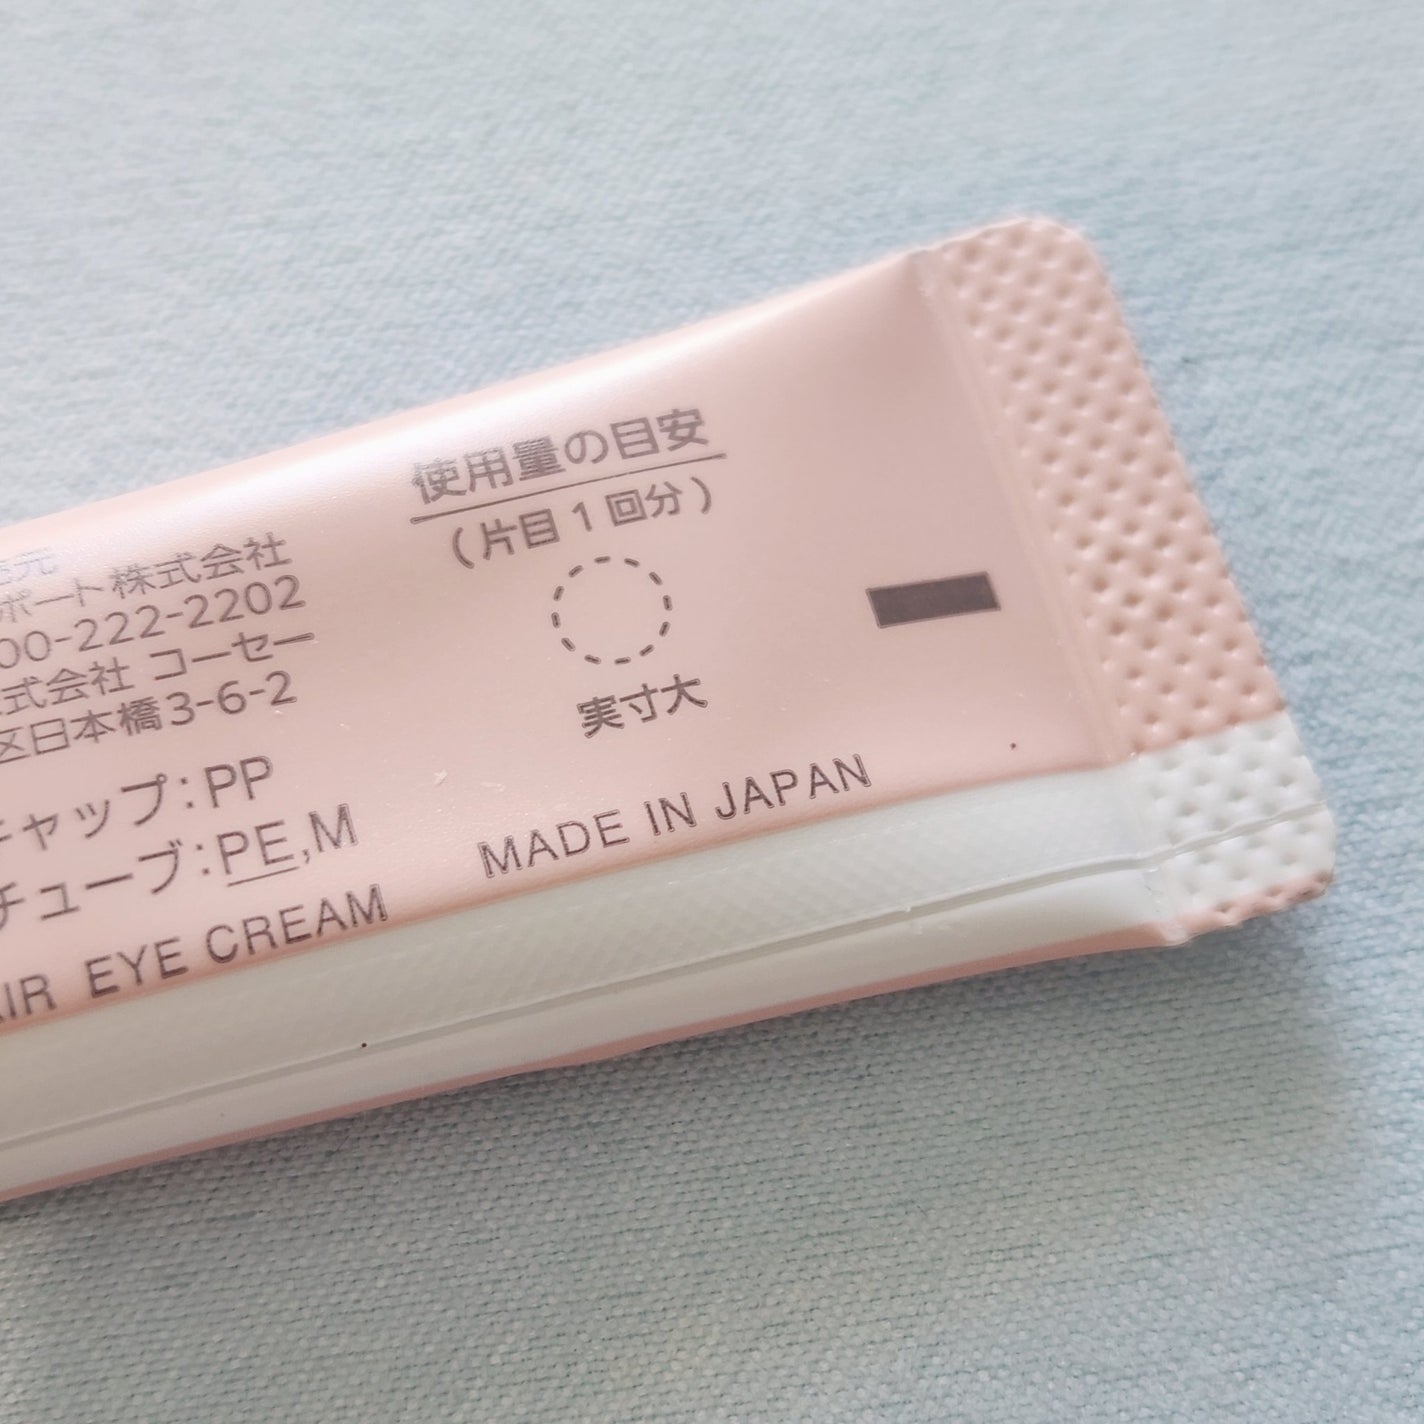 元
ポート株式会社
00-222-2202
式会社 コーセー
区日本橋3-6-2
キャップ:PP
チューブ:PE,M
AIR EYE CREAM
使用量の目安
(片目1回分)
実寸大
MADE IN JAPAN